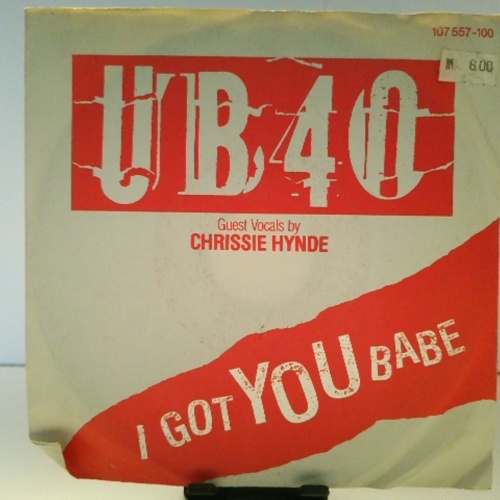 107 557-100
6.00
UB40
Guest Vocals by
CHRISSIE HYNDE
I GOT YOU BABE